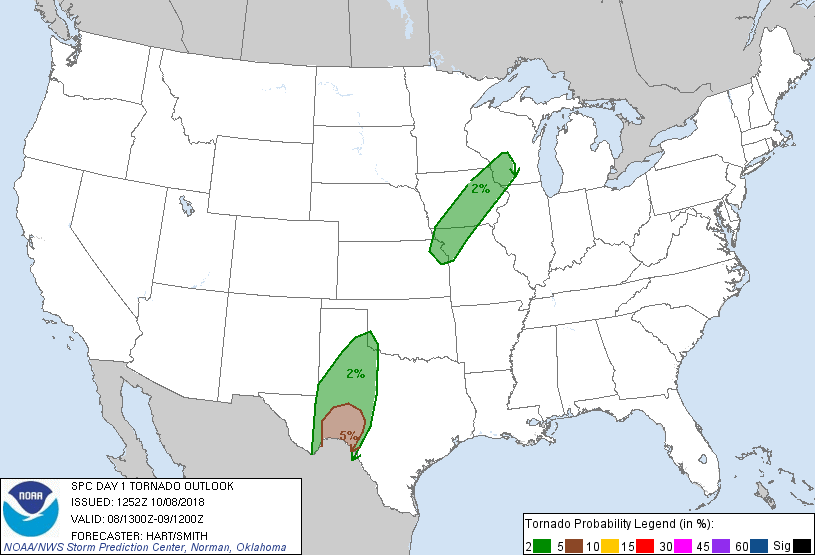 2%
2%
5%
NOAA
SPC DAY 1 TORNADO OUTLOOK
ISSUED: 1252Z 10/08/2018
VALID: 08/1300Z-09/1200Z
FORECASTER: HART/SMITH
NOAA/NWS Storm Prediction Center, Norman, Oklahoma
Tornado Probability Legend (in %):
2 5 10 15 30 45 60 Sig